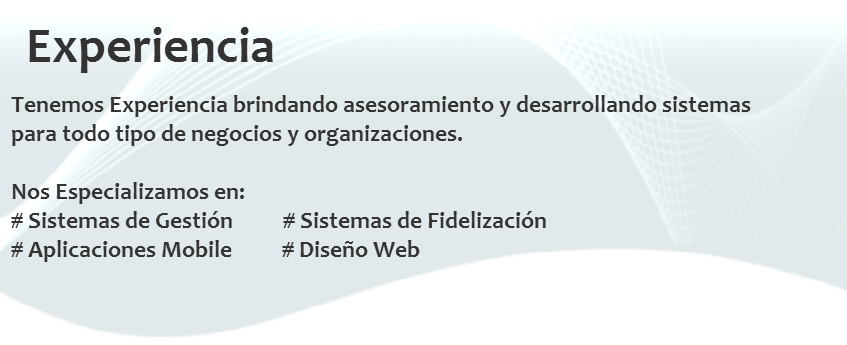 Experiencia
Tenemos Experiencia brindando asesoramiento y desarrollando sistemas
para todo tipo de negocios y organizaciones.
Nos Especializamos en:
# Sistemas de Gestión # Sistemas de Fidelización
# Aplicaciones Mobile # Diseño Web